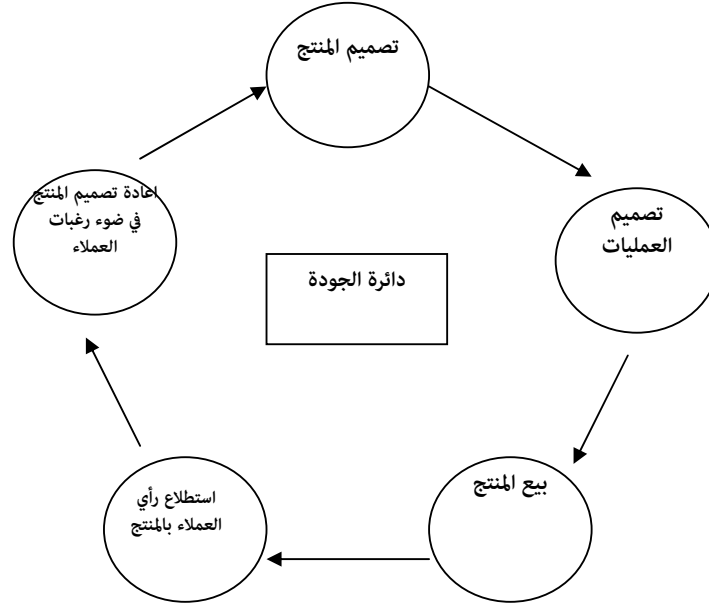 تصميم المنتج
تصميم
العمليات
بيع المنتج
استطلاع رأي
العملاء بالمنتج
اعادة تصميم المنتج
في ضوء رغبات
العملاء
دائرة الجودة